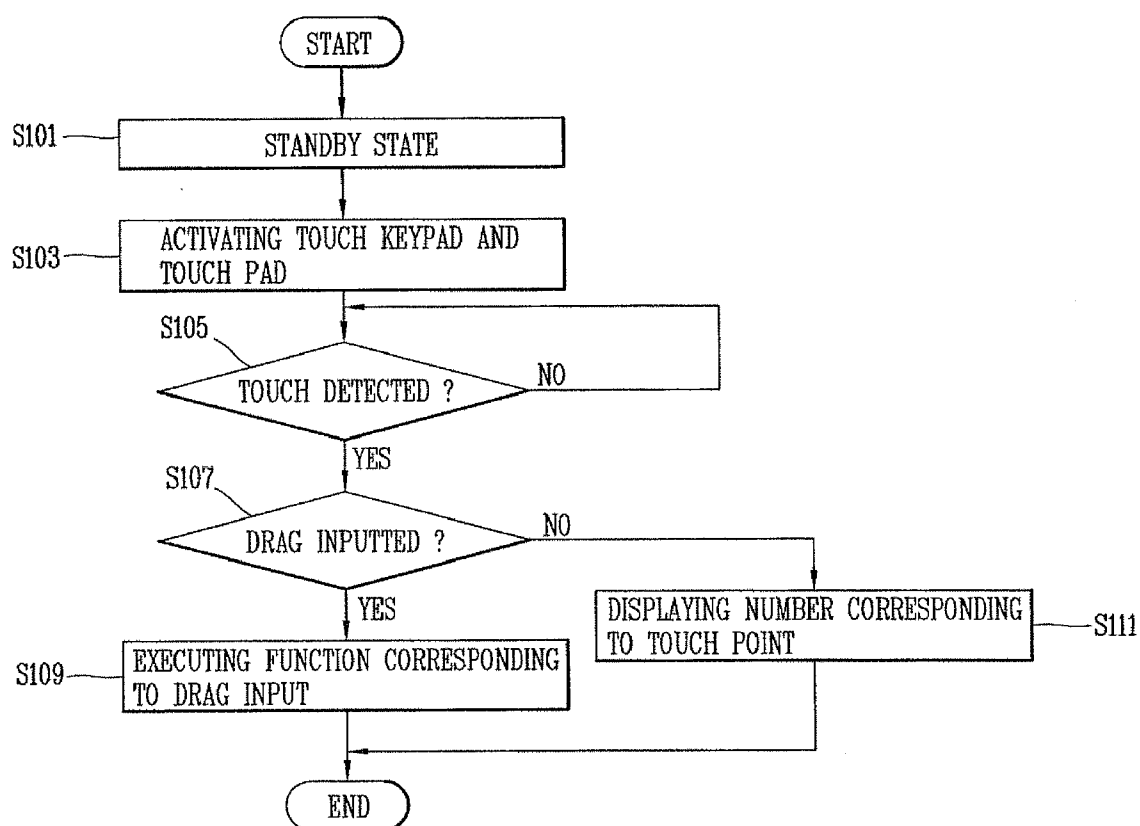 START
S101
STANDBY STATE
S103
ACTIVATING TOUCH KEYPAD AND
TOUCH PAD
S105
TOUCH DETECTED ?
NO
YES
S107
DRAG INPUTTED ?
NO
YES
DISPLAYING NUMBER CORRESPONDING
TO TOUCH POINT
S111
S109
EXECUTING FUNCTION CORRESPONDING
TO DRAG INPUT
END